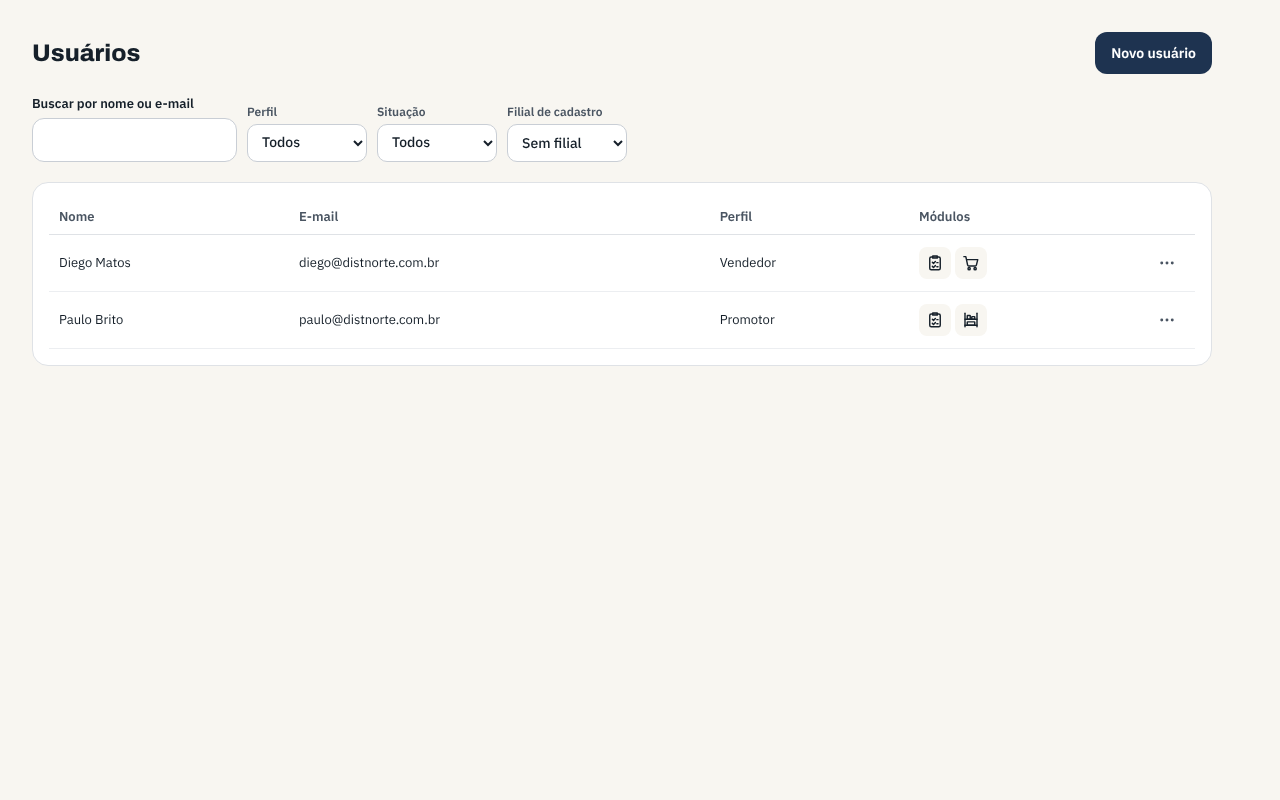 Usuários
Novo usuário
Buscar por nome ou e-mail
Perfil
Situação
Filial de cadastro
Todos
Todos
Sem filial
Nome E-mail Perfil Módulos
Diego Matos diego@distnorte.com.br Vendedor
Paulo Brito paulo@distnorte.com.br Promotor